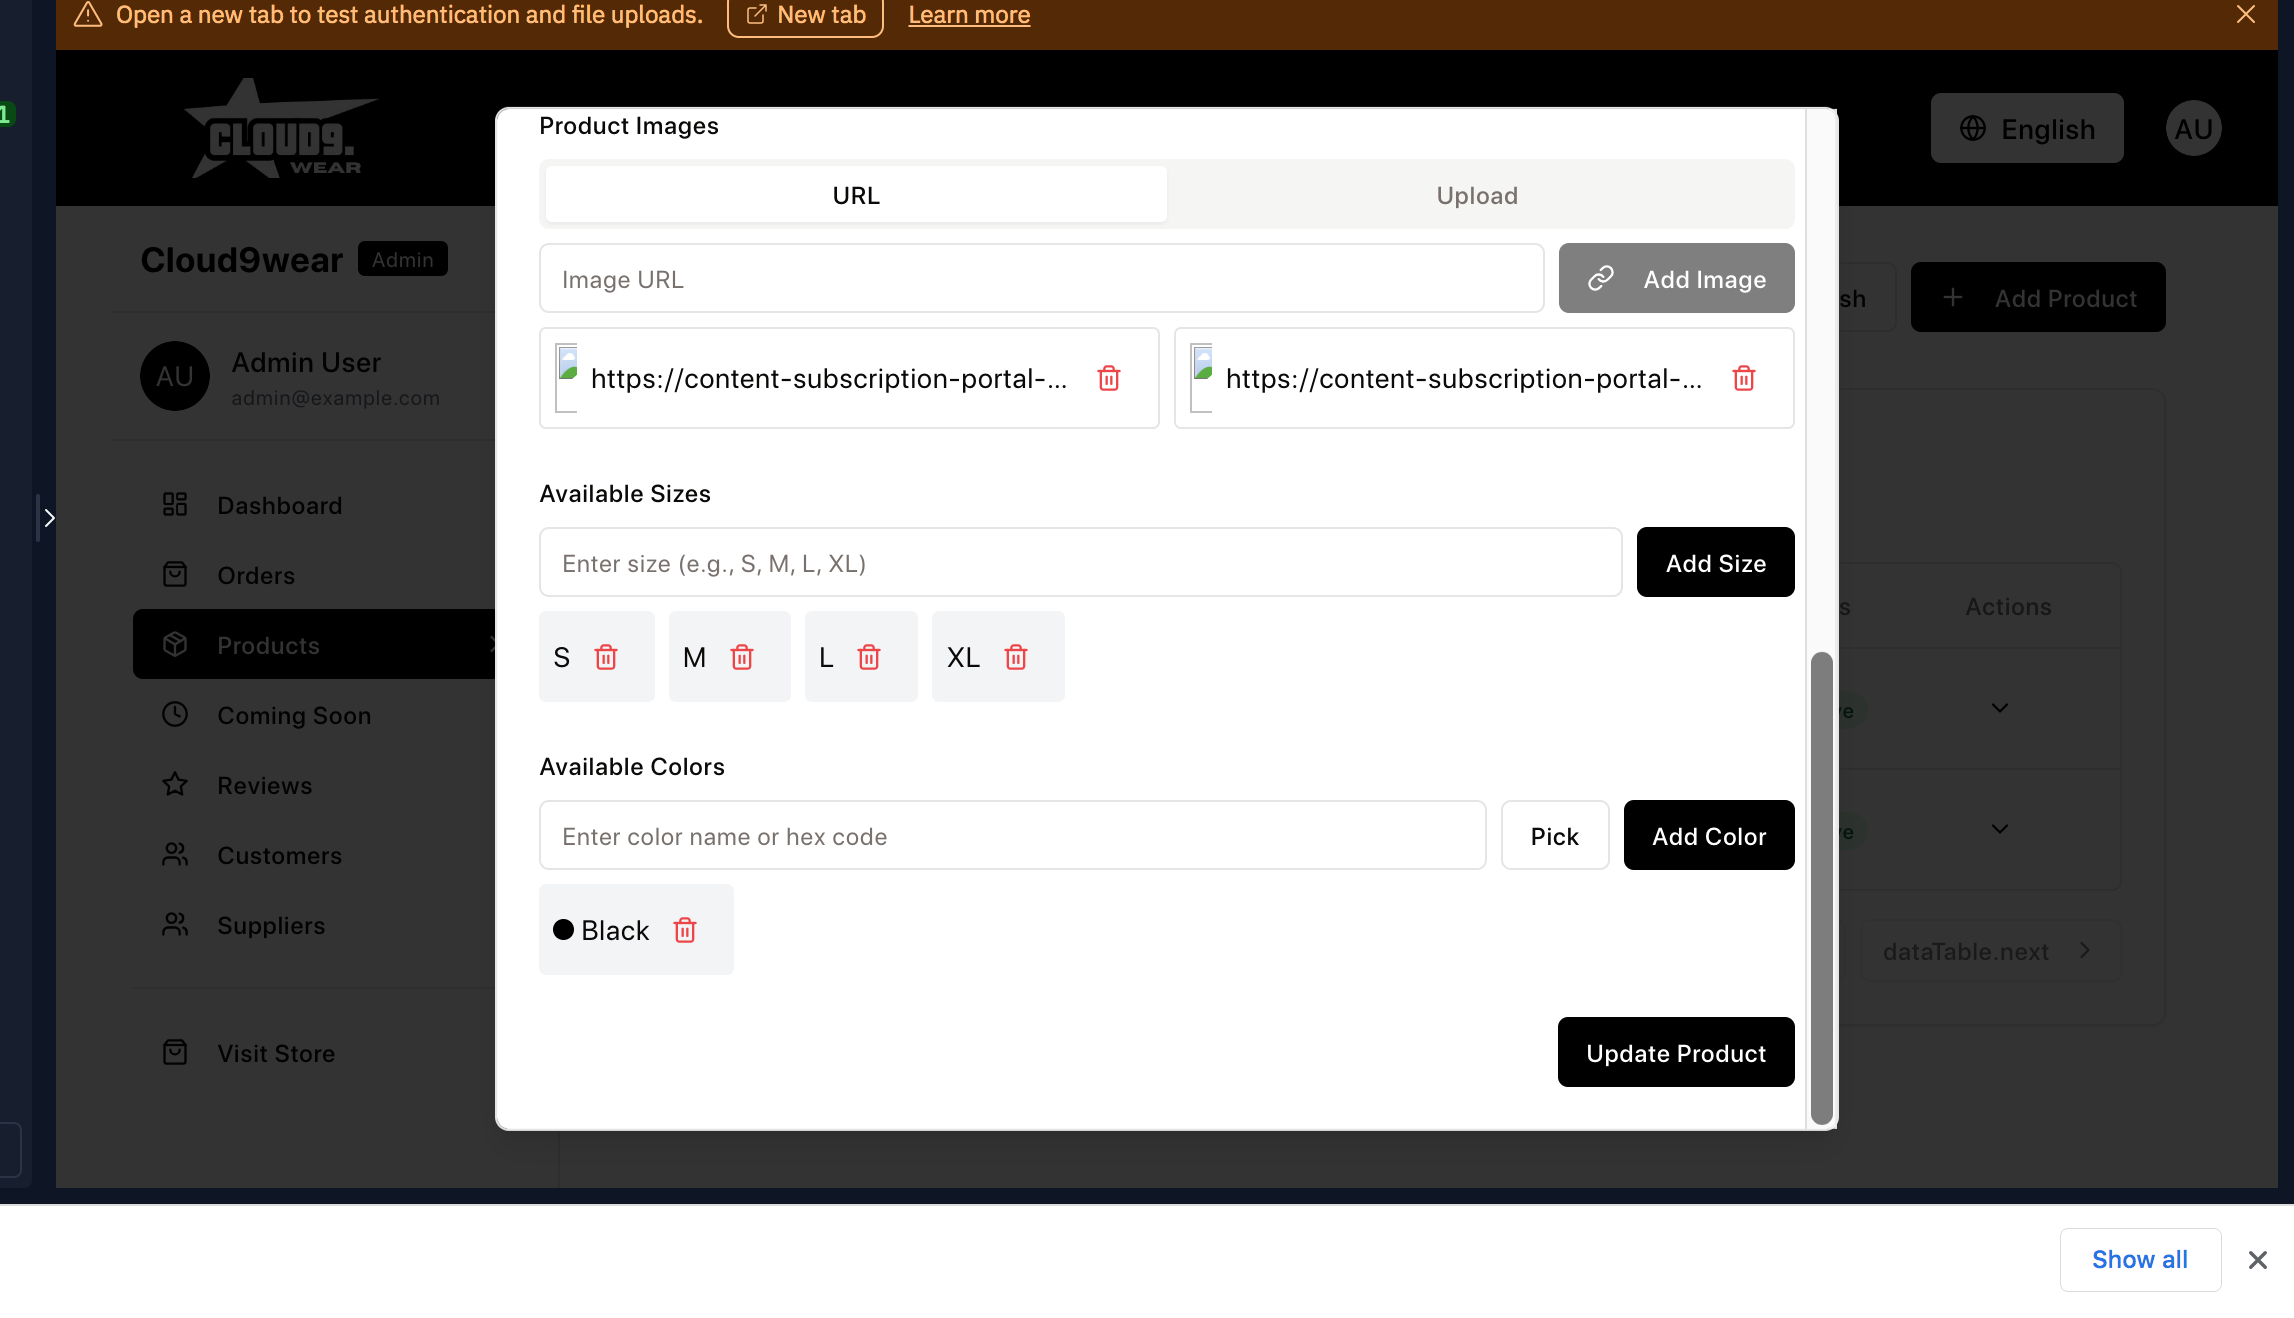 Open a new tab to test authentication and file uploads.
New tab
Learn more
1
CLOUD9.
WEAR
English
AU
Product Images
URL
Upload
Image URL
Add Image
https://content-subscription-portal-...
https://content-subscription-portal-...
Available Sizes
Enter size (e.g., S, M, L, XL)
Add Size
S
M
L
XL
Available Colors
Enter color name or hex code
Pick
Add Color
Black
Update Product
Cloud9wear
Admin
sh
Add Product
AU
Admin User
admin@example.com
Dashboard
Orders
Products
Coming Soon
Reviews
Customers
Suppliers
Visit Store
s
Actions
ve
ve
dataTable.next
Show all